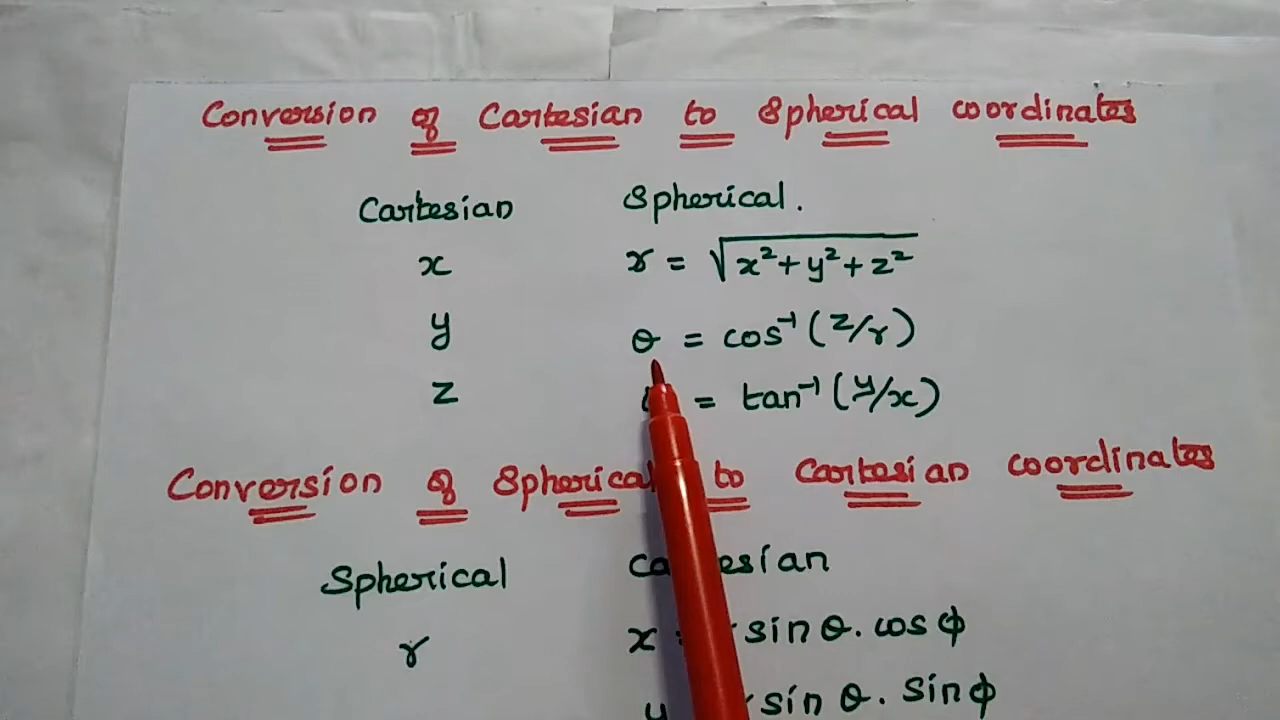 Conversion of Cartesian to Spherical coordinates
Cartesian Spherical.
x r = √x²+y²+z²
y θ = cos⁻¹(z/r)
z = tan⁻¹(y/x)
Conversion of Spherical to Cartesian coordinates
Spherical Cartesian
r x = r sin θ. cos ϕ
y sin θ. sin ϕ